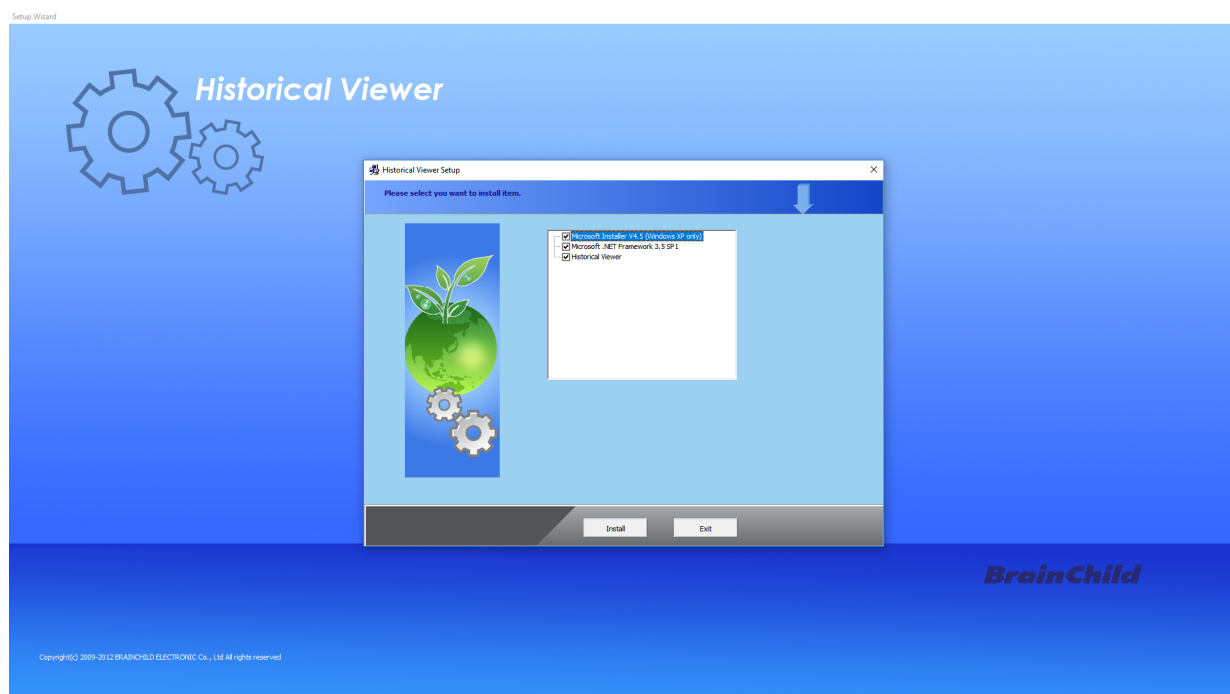 Setup Wizard
Historical Viewer
Historical Viewer Setup
Please select you want to install item.
Microsoft Installer V4.5 (Windows XP only)
Microsoft .NET Framework 3.5 SP1
Historical Viewer
Install Exit
BrainChild
Copyright(c) 2009-2012 BRAINCHILD ELECTRONIC Co., Ltd All rights reserved